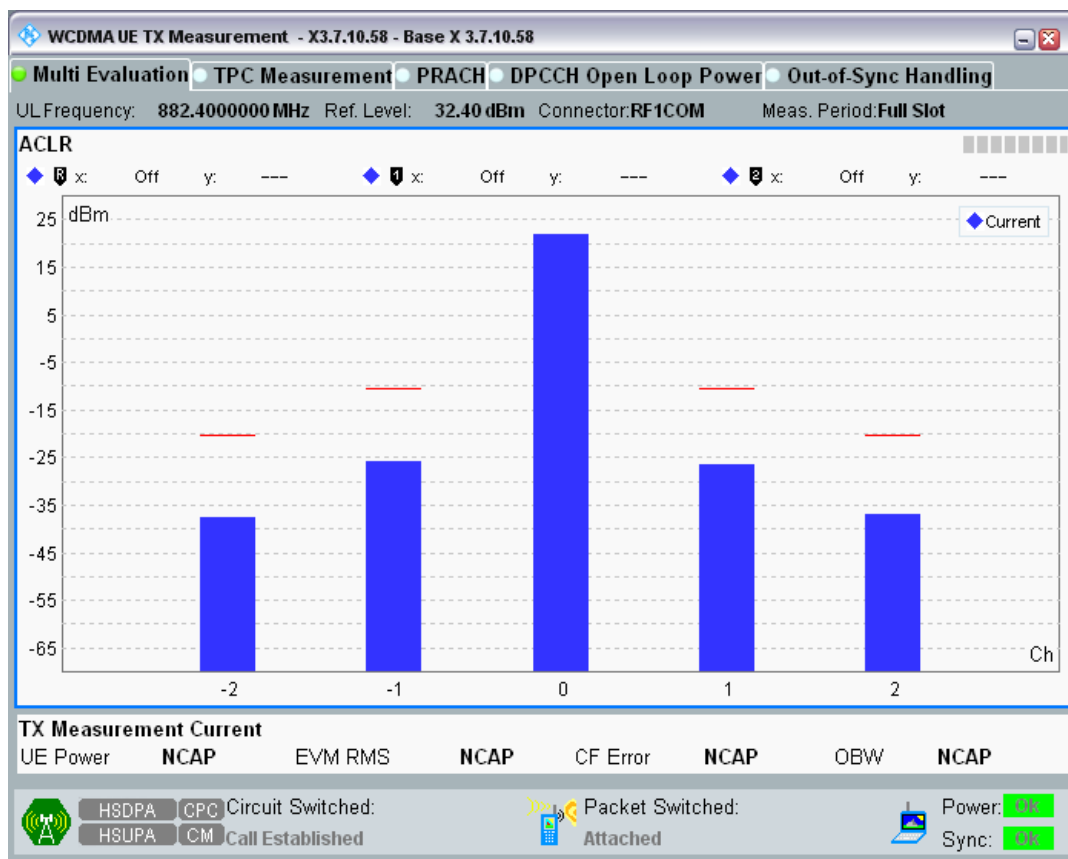 WCDMA UE TX Measurement - X3.7.10.58 - Base X 3.7.10.58
Multi Evaluation TPC Measurement PRACH DPCCH Open Loop Power Out-of-Sync Handling
UL Frequency: 882.4000000 MHz Ref. Level: 32.40 dBm Connector:RF1COM Meas. Period:Full Slot
ACLR
R x: Off y: --- 1 x: Off y: --- 2 x: Off y: ---
dBm
Current
25
15
5
-5
-15
-25
-35
-45
-55
-65
Ch
-2 -1 0 1 2
TX Measurement Current
UE Power NCAP EVM RMS NCAP CF Error NCAP OBW NCAP
HSDPA CPC Circuit Switched: Packet Switched: Power: OK
HSUPA CM Call Established Attached Sync: OK